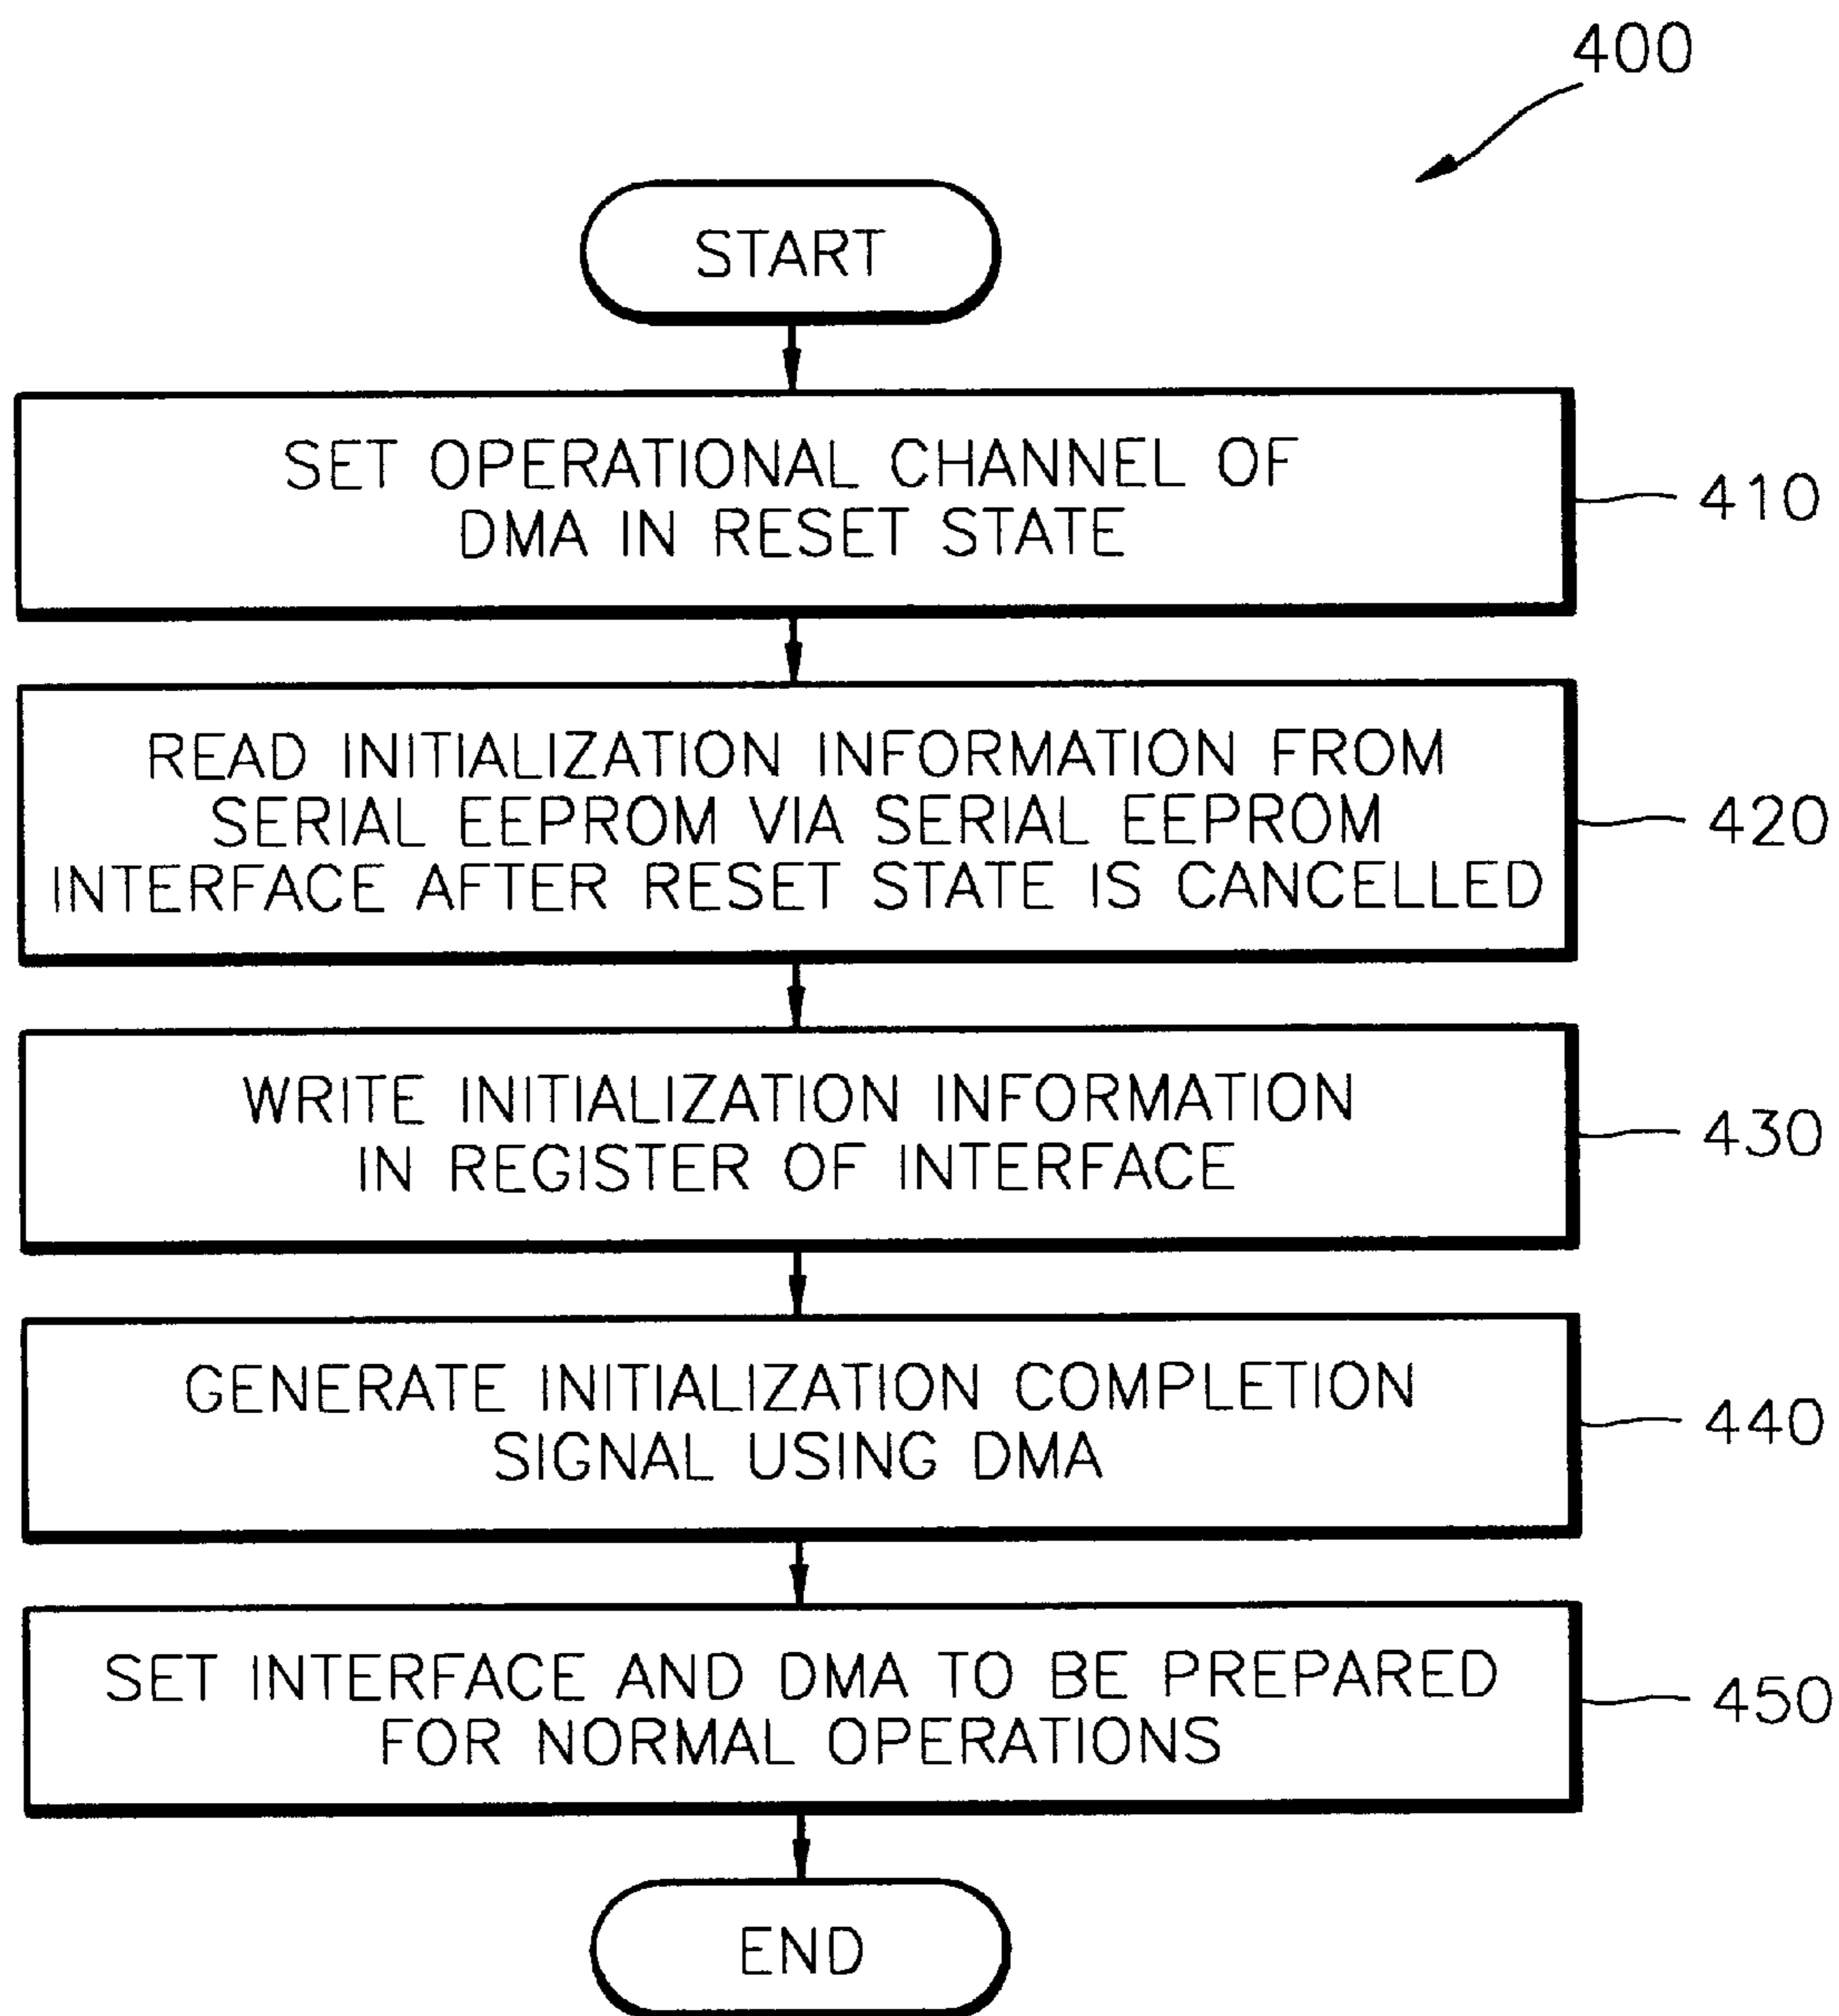 400
START
SET OPERATIONAL CHANNEL OF
DMA IN RESET STATE
410
READ INITIALIZATION INFORMATION FROM
SERIAL EEPROM VIA SERIAL EEPROM
INTERFACE AFTER RESET STATE IS CANCELLED
420
WRITE INITIALIZATION INFORMATION
IN REGISTER OF INTERFACE
430
GENERATE INITIALIZATION COMPLETION
SIGNAL USING DMA
440
SET INTERFACE AND DMA TO BE PREPARED
FOR NORMAL OPERATIONS
450
END